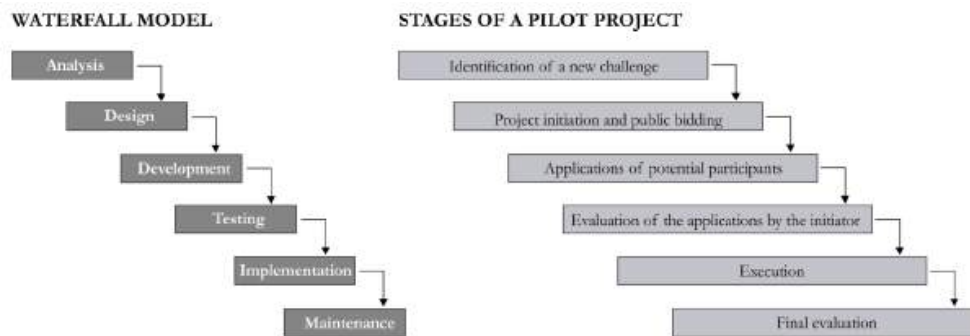 WATERFALL MODEL
Analysis
Design
Development
Testing
Implementation
Maintenance
STAGES OF A PILOT PROJECT
Identification of a new challenge
Project initiation and public bidding
Applications of potential participants
Evaluation of the applications by the initiator
Execution
Final evaluation